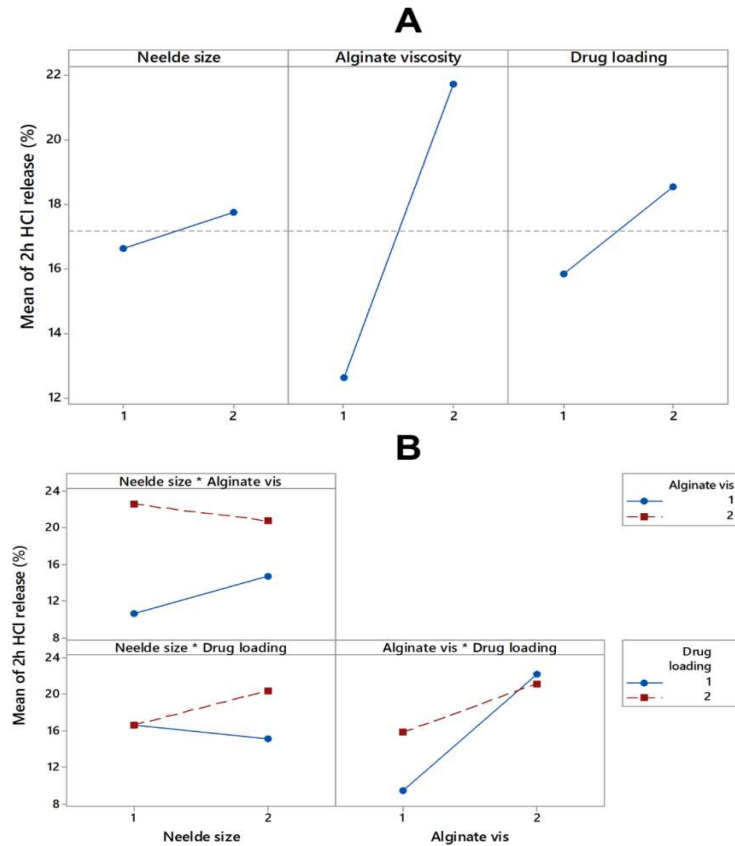 A
Neelde size
Alginate viscosity
Drug loading
Mean of 2h HCl release (%)
22
20
18
16
14
12
1 2
1 2
1 2
B
Neelde size * Alginate vis
24
20
16
12
8
Alginate vis
1
2
Mean of 2h HCl release (%)
Neelde size * Drug loading
Alginate vis * Drug loading
24
20
16
12
8
Drug
loading
1
2
1 2
1 2
Neelde size
Alginate vis